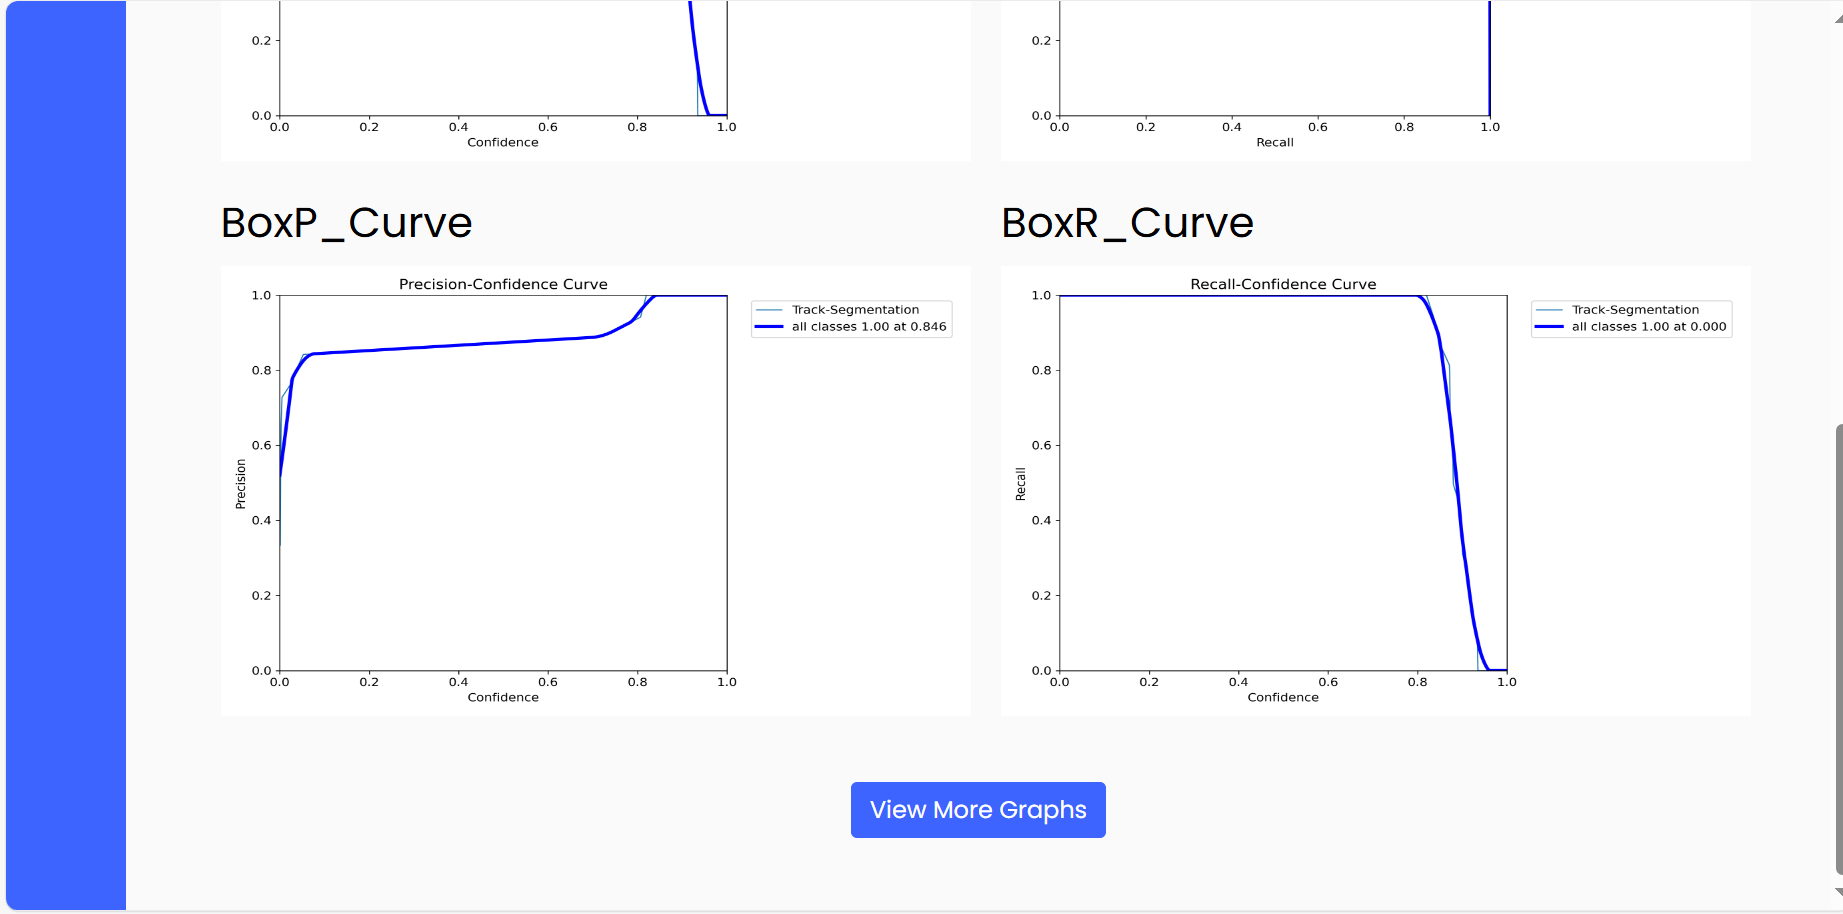 0.2
0.0
0.0 0.2 0.4 0.6 0.8 1.0
Confidence
0.2
0.0
0.0 0.2 0.4 0.6 0.8 1.0
Recall
BoxP_Curve
BoxR_Curve
Precision-Confidence Curve
1.0
0.8
0.6
0.4
0.2
0.0
Precision
0.0 0.2 0.4 0.6 0.8 1.0
Confidence
Track-Segmentation
all classes 1.00 at 0.846
Recall-Confidence Curve
1.0
0.8
0.6
0.4
0.2
0.0
Recall
0.0 0.2 0.4 0.6 0.8 1.0
Confidence
Track-Segmentation
all classes 1.00 at 0.000
View More Graphs